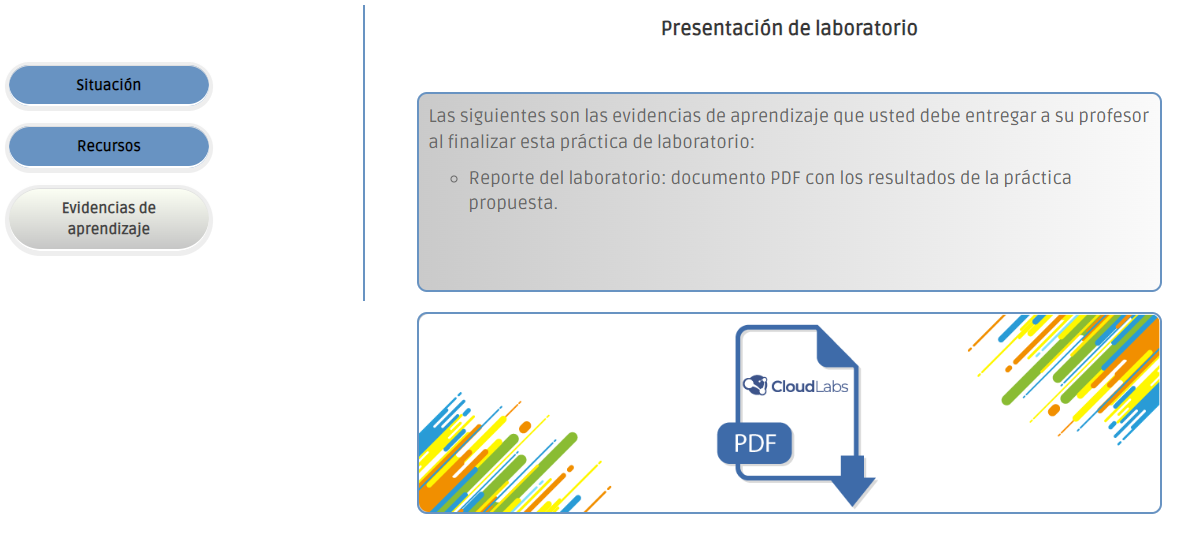 Presentación de laboratorio
Situación
Recursos
Evidencias de
aprendizaje
Las siguientes son las evidencias de aprendizaje que usted debe entregar a su profesor
al finalizar esta práctica de laboratorio:
◦ Reporte del laboratorio: documento PDF con los resultados de la práctica
propuesta.
CloudLabs
PDF